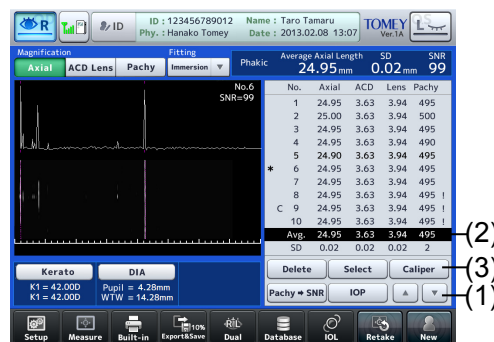 R
ID
ID : 123456789012
Phy. : Hanako Tomey
Name : Taro Tamaru
Date : 2013.02.08 13:07
TOMEY
Ver.1A
Magnification
Axial ACD Lens Pachy
Fitting
Immersion ▼
Phakic
Average Axial Length SD SNR
24.95 mm 0.02 mm 99
No.6
SNR=99
No. Axial ACD Lens Pachy
1 24.95 3.63 3.94 495
2 25.00 3.63 3.94 500
3 24.95 3.63 3.94 495
4 24.95 3.63 3.94 490
5 24.90 3.63 3.94 495
* 6 24.95 3.63 3.94 495
7 24.95 3.63 3.94 495
8 24.95 3.63 3.94 495 !
C 9 24.95 3.63 3.94 495 !
10 24.95 3.63 3.94 495 !
Avg. 24.95 3.63 3.94 495
SD 0.02 0.02 0.02 2
(2)
Kerato
K1 = 42.00D
K1 = 42.00D
DIA
Pupil = 4.28mm
WTW = 14.28mm
Delete Select Caliper
(3)
Pachy ➡ SNR IOP ▲ ▼
(1)
Setup
Measure
Built-in
10%
Export&Save
Dual
Database
IOL
Retake
New